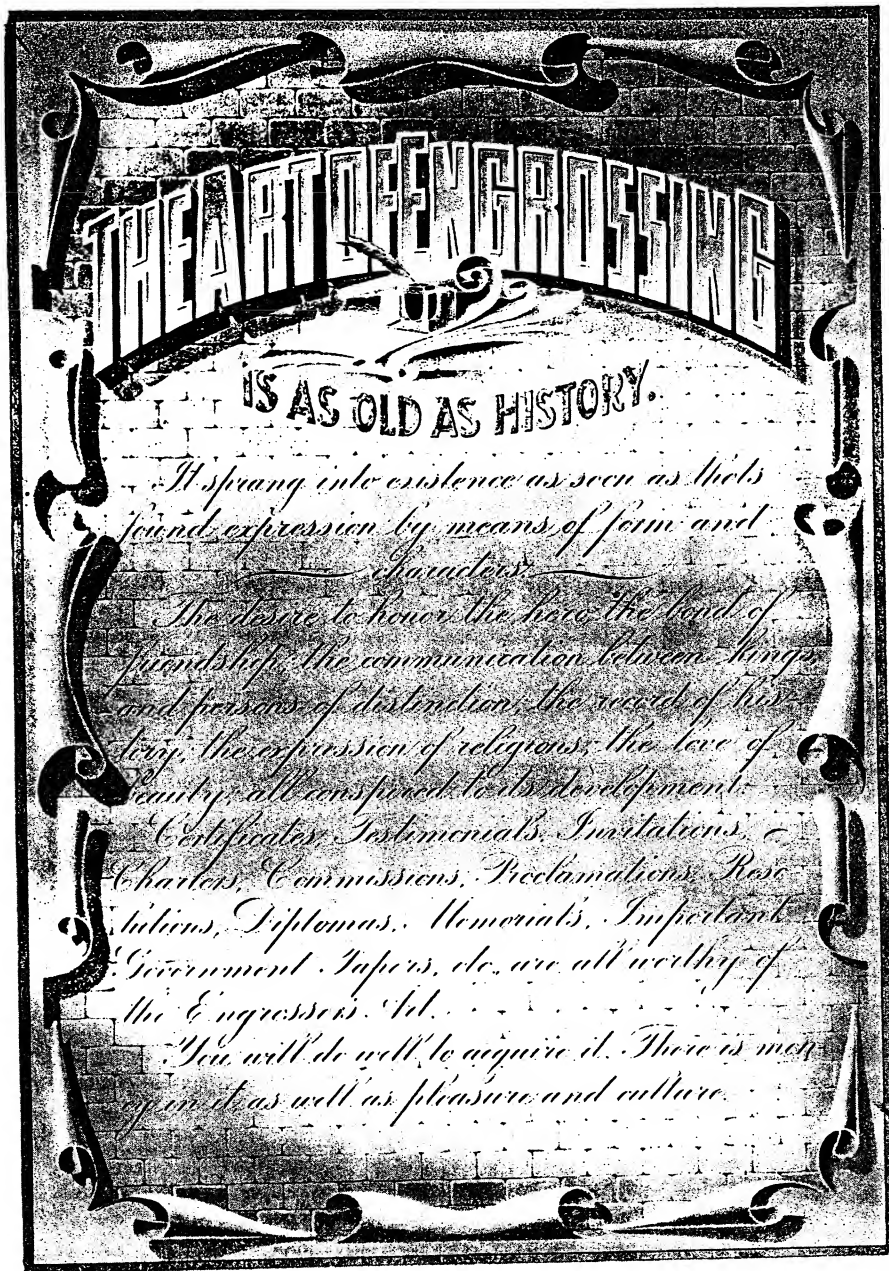 THE ART OF ENGROSSING
IS AS OLD AS HISTORY.
It sprang into existence as soon as thots
found expression by means of form and
characters.
The desire to honor the hero, the bond of
friendship, the communication between kings
and persons of distinction, the record of his-
tory, the expression of religions, the love of
beauty, all conspired to its development.
Certificates, Testimonials, Invitations,
Charters, Commissions, Proclamations, Reso
lutions, Diplomas, Memorials, Important
Government Papers, etc., are all worthy of
the Engrossers Art.
You will do well to acquire it. There is mon-
ey in it as well as pleasure and culture.